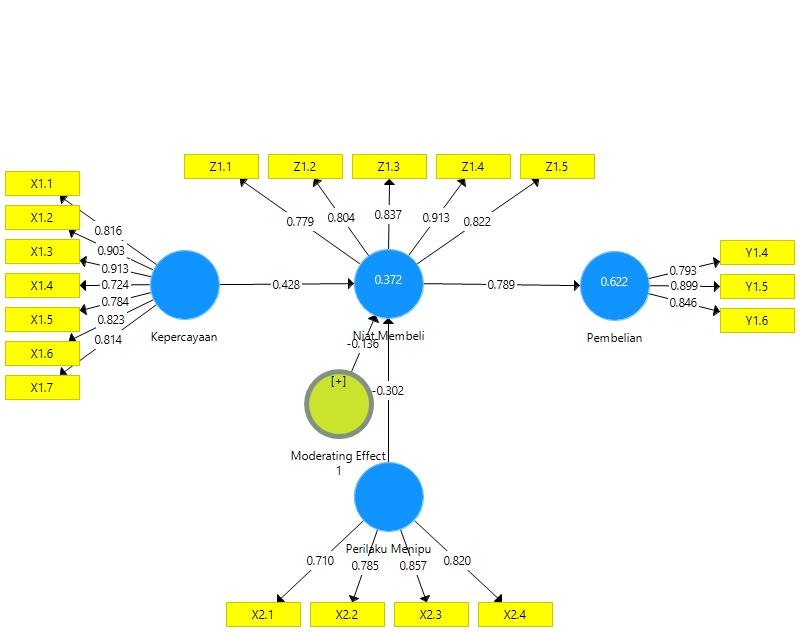 Z1.1
Z1.2
Z1.3
Z1.4
Z1.5
X1.1
X1.2
X1.3
X1.4
X1.5
X1.6
X1.7
0.816
0.903
0.913
0.724
0.784
0.823
0.814
Kepercayaan
0.779
0.804
0.837
0.913
0.822
0.428
0.372
Niat Membeli
0.789
0.622
Pembelian
0.793
0.899
0.846
Y1.4
Y1.5
Y1.6
-0.136
-0.302
[+]
Moderating Effect
1
Perilaku Menipu
0.710
0.785
0.857
0.820
X2.1
X2.2
X2.3
X2.4